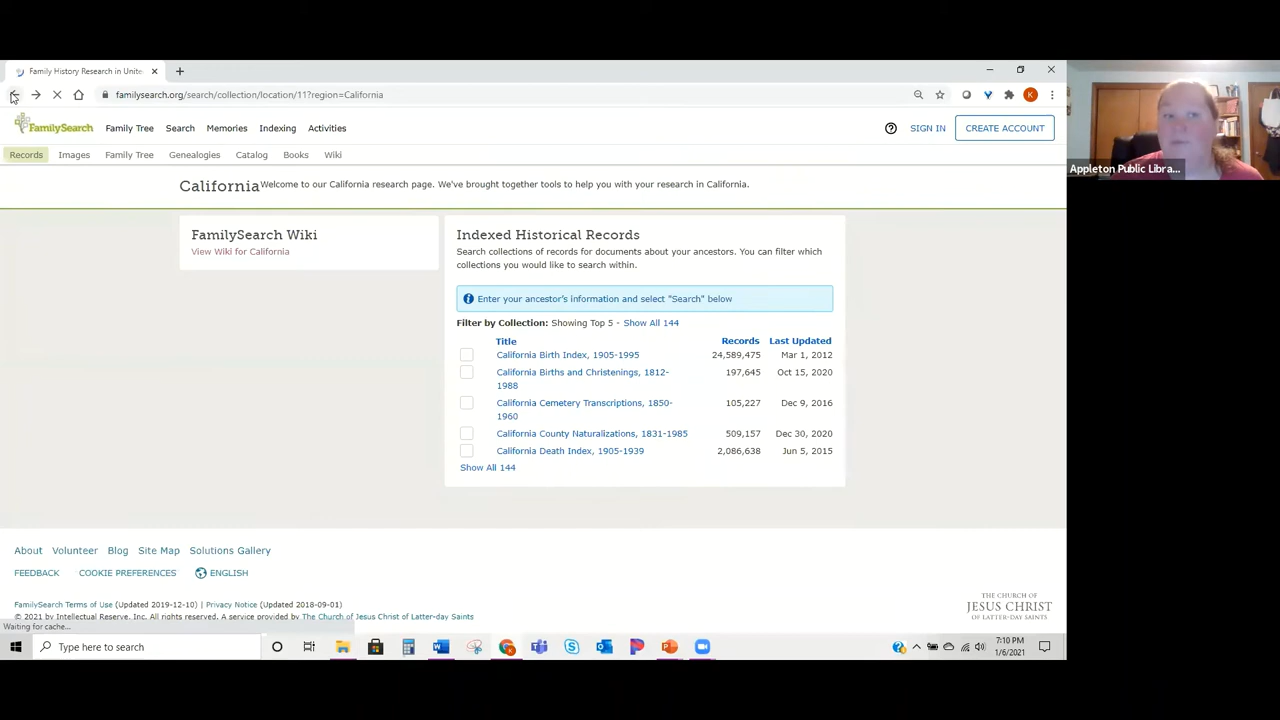 Family History Research in Unite
familysearch.org/search/collection/location/11?region=California
K
FamilySearch
Family Tree Search Memories Indexing Activities
SIGN IN
CREATE ACCOUNT
Appleton Public Libra...
Records Images Family Tree Genealogies Catalog Books Wiki
California Welcome to our California research page. We've brought together tools to help you with your research in California.
FamilySearch Wiki
View Wiki for California
Indexed Historical Records
Search collections of records for documents about your ancestors. You can filter which
collections you would like to search within.
Enter your ancestor's information and select "Search" below
Filter by Collection: Showing Top 5 - Show All 144
Title Records Last Updated
California Birth Index, 1905-1995 24,589,475 Mar 1, 2012
California Births and Christenings, 1812- 197,645 Oct 15, 2020
1988
California Cemetery Transcriptions, 1850- 105,227 Dec 9, 2016
1960
California County Naturalizations, 1831-1985 509,157 Dec 30, 2020
California Death Index, 1905-1939 2,086,638 Jun 5, 2015
Show All 144
About Volunteer Blog Site Map Solutions Gallery
FEEDBACK COOKIE PREFERENCES ENGLISH
FamilySearch Terms of Use (Updated 2019-12-10) | Privacy Notice (Updated 2018-09-01)
© 2021 by Intellectual Reserve, Inc. All rights reserved. A service provided by The Church of Jesus Christ of Latter-day Saints
THE CHURCH OF
JESUS CHRIST
OF LATTER-DAY SAINTS
Waiting for cache...
Type here to search
7:10 PM
1/6/2021